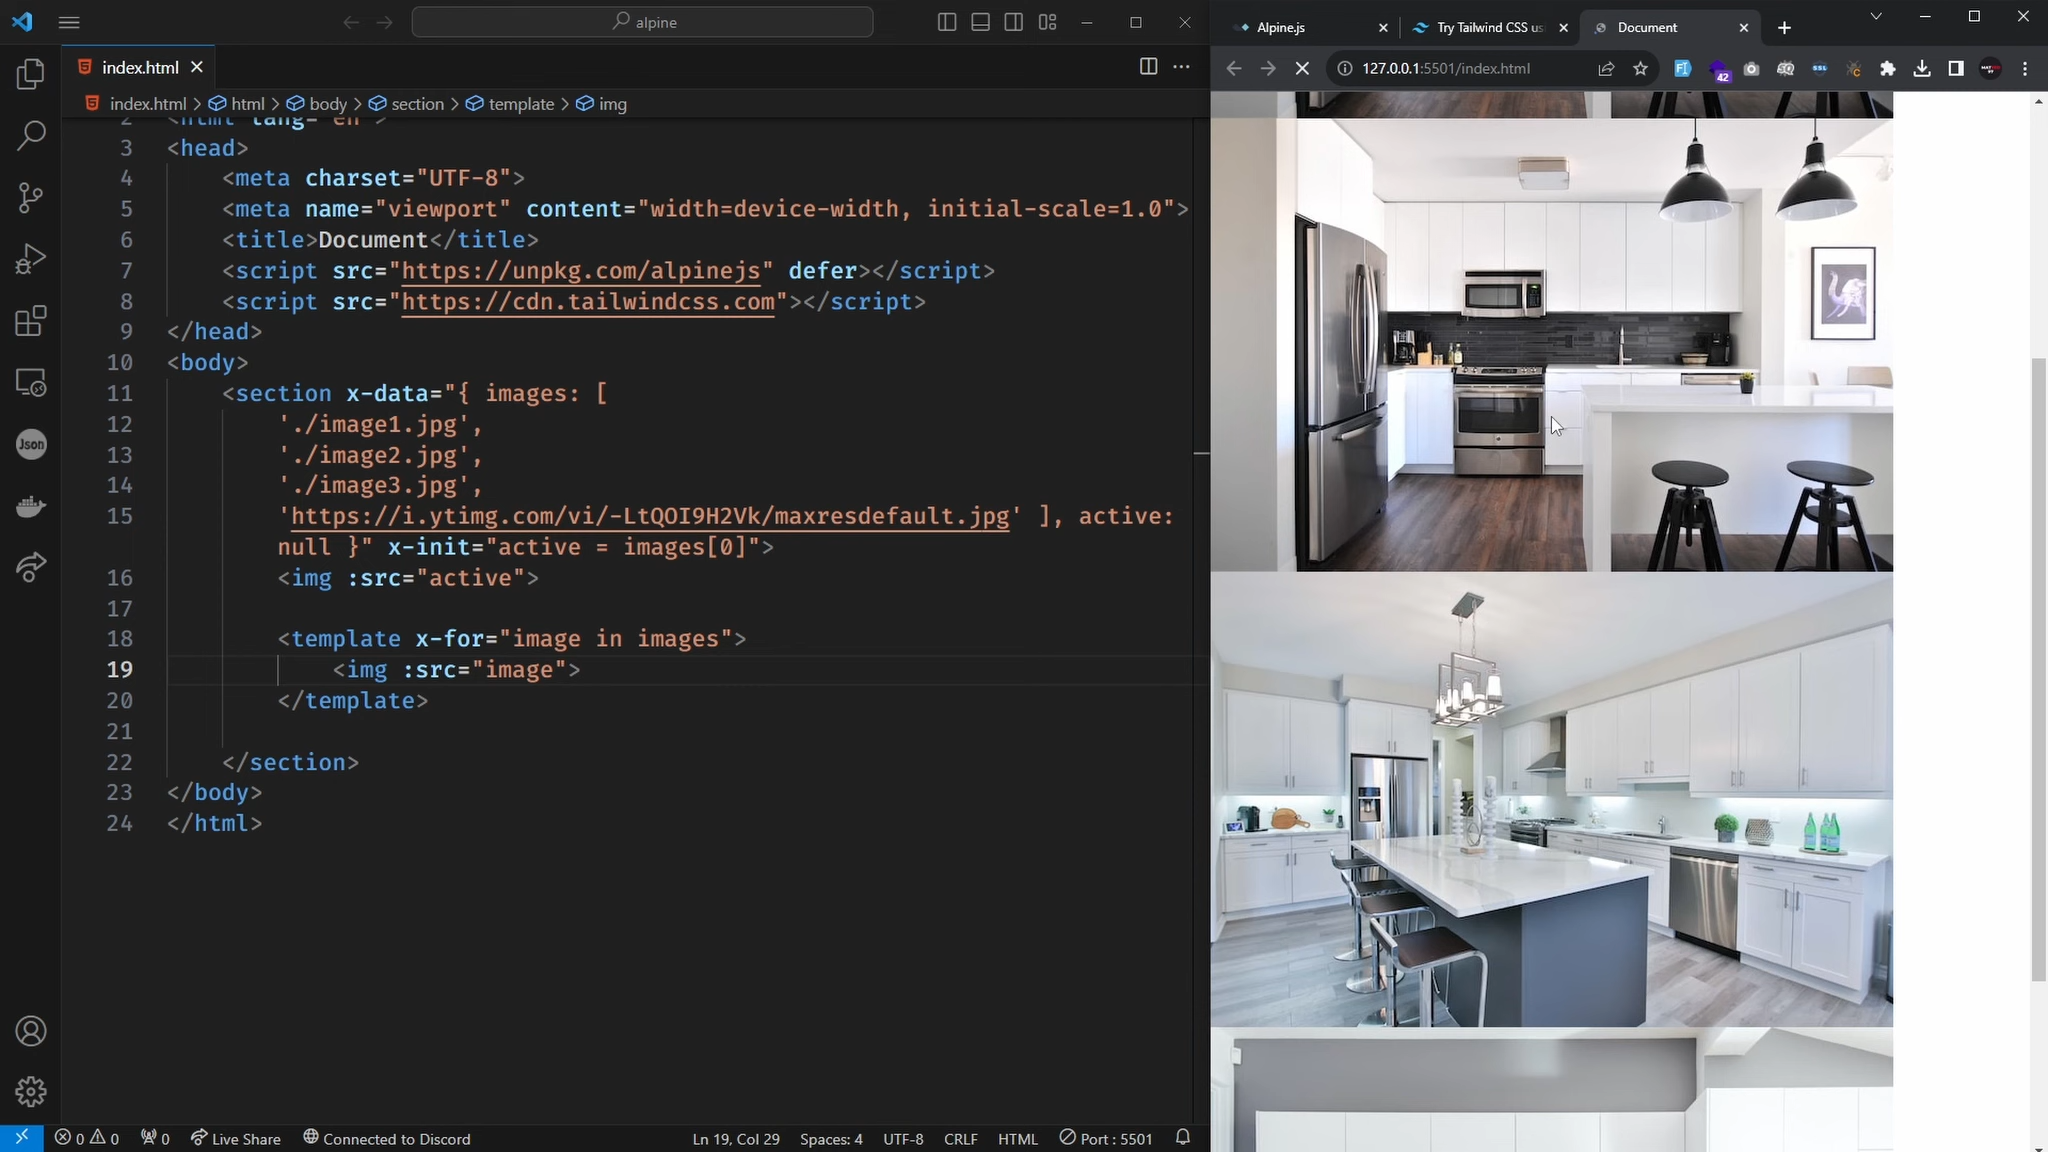 alpine
index.html
index.html > html > body > section > template > img
2 <html lang="en">
3 <head>
4 <meta charset="UTF-8">
5 <meta name="viewport" content="width=device-width, initial-scale=1.0">
6 <title>Document</title>
7 <script src="https://unpkg.com/alpinejs" defer></script>
8 <script src="https://cdn.tailwindcss.com"></script>
9 </head>
10 <body>
11 <section x-data="{ images: [
12 './image1.jpg',
13 './image2.jpg',
14 './image3.jpg',
15 'https://i.ytimg.com/vi/-LtQOI9H2Vk/maxresdefault.jpg' ], active:
null }" x-init="active = images[0]">
16 <img :src="active">
17
18 <template x-for="image in images">
19 <img :src="image">
20 </template>
21
22 </section>
23 </body>
24 </html>
Json
0 0 0 Live Share Connected to Discord Ln 19, Col 29 Spaces: 4 UTF-8 CRLF HTML Port : 5501
Alpine.js Try Tailwind CSS us Document
127.0.0.1:5501/index.html
42
SSL